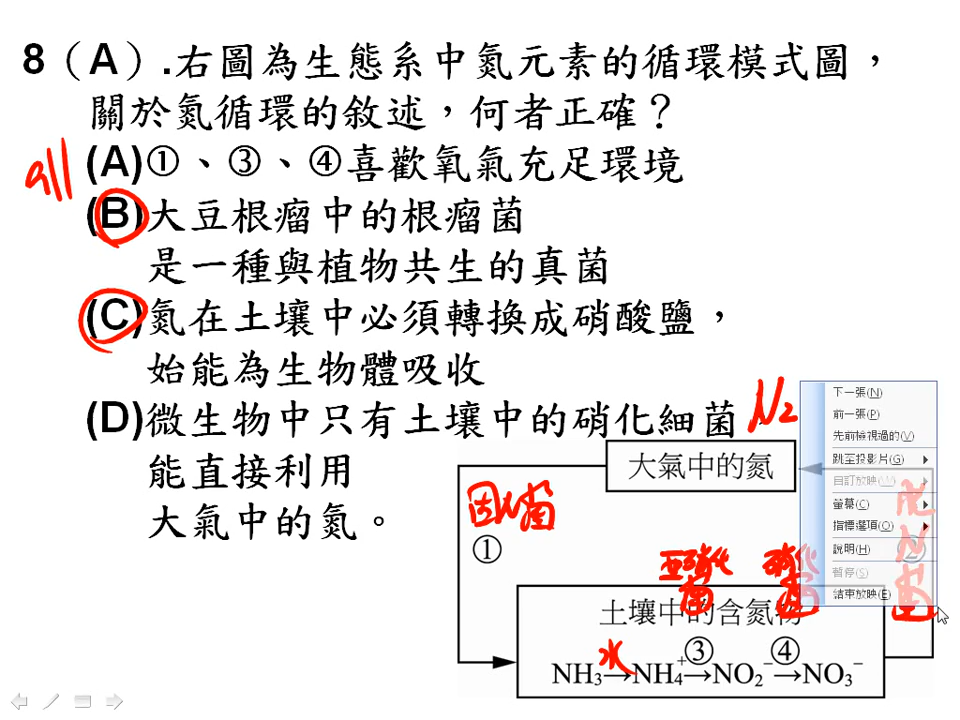 8（A）.右圖為生態系中氮元素的循環模式圖，
關於氮循環的敘述，何者正確？
all
(A)①、③、④喜歡氧氣充足環境
(B)大豆根瘤中的根瘤菌
是一種與植物共生的真菌
(C)氮在土壤中必須轉換成硝酸鹽，
始能為生物體吸收
(D)微生物中只有土壤中的硝化細菌，
能直接利用
大氣中的氮。
N₂
大氣中的氮
下一張(N)
前一張(P)
先前檢視過的(V)
跳至投影片(G)
自訂放映(W)
螢幕(C)
指標選項(O)
說明(H)
暫停(S)
結束放映(E)
①
②
亞硝化菌
土壤中的含氮物
水
③ ④
NH₃→NH₄⁺→NO₂⁻→NO₃⁻